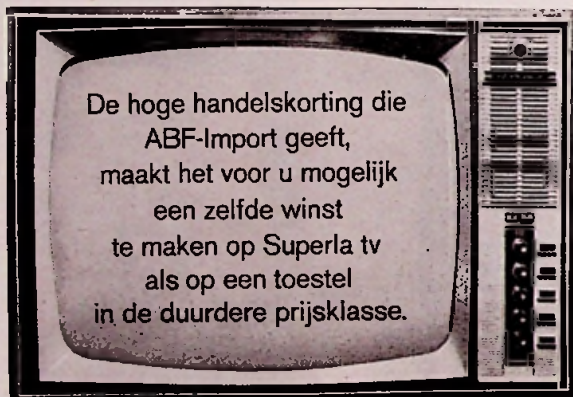 De hoge handelskorting die
ABF-Import geeft,
maakt het voor u mogelijk
een zelfde winst
te maken op Superla tv
als op een toestel
in de duurdere prijsklasse.